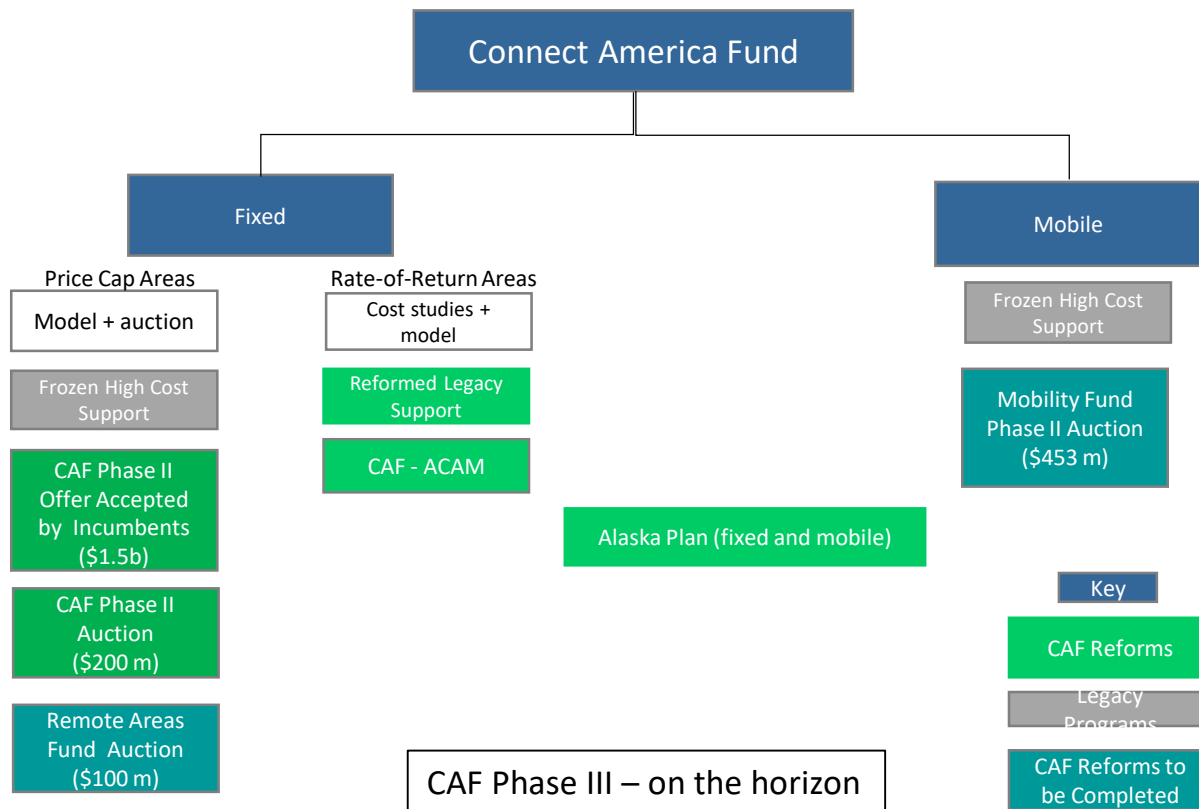 Connect America Fund
Fixed
Mobile
Price Cap Areas
Model + auction
Frozen High Cost
Support
CAF Phase II
Offer Accepted
by Incumbents
($1.5b)
CAF Phase II
Auction
($200 m)
Remote Areas
Fund Auction
($100 m)
Rate-of-Return Areas
Cost studies +
model
Reformed Legacy
Support
CAF - ACAM
Alaska Plan (fixed and mobile)
Frozen High Cost
Support
Mobility Fund
Phase II Auction
($453 m)
Key
CAF Reforms
Legacy
Programs
CAF Reforms to
be Completed
CAF Phase III – on the horizon